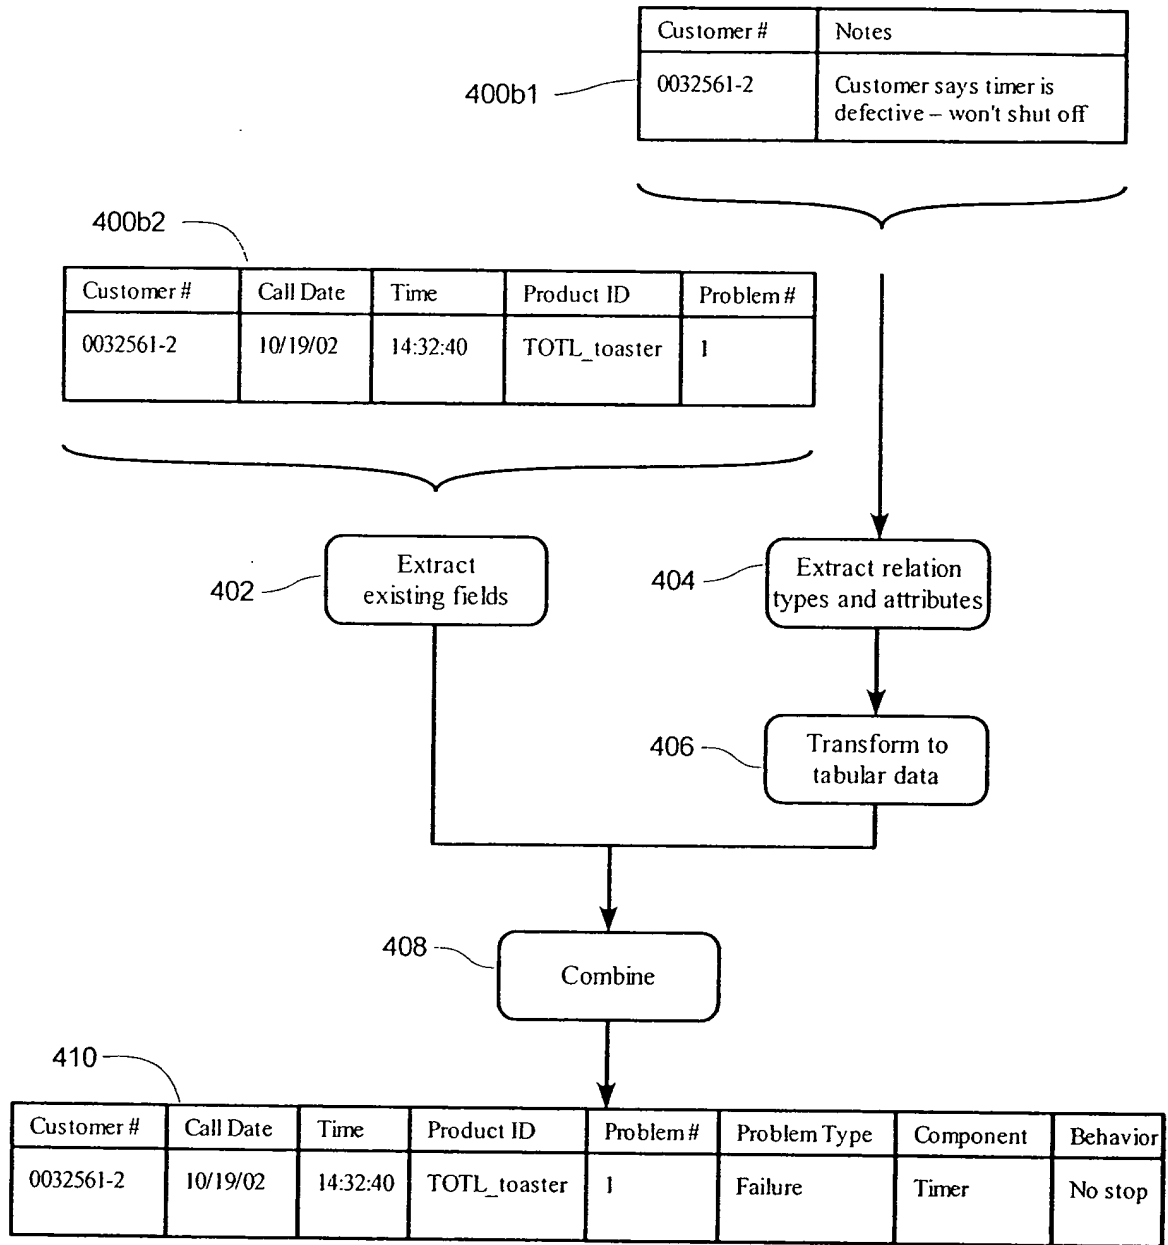 Customer # Notes
400b1
0032561-2 Customer says timer is
defective – won't shut off
400b2
Customer # Call Date Time Product ID Problem #
0032561-2 10/19/02 14:32:40 TOTL_toaster 1
402
Extract
existing fields
404
Extract relation
types and attributes
406
Transform to
tabular data
408
Combine
410
Customer # Call Date Time Product ID Problem # Problem Type Component Behavior
0032561-2 10/19/02 14:32:40 TOTL_toaster 1 Failure Timer No stop